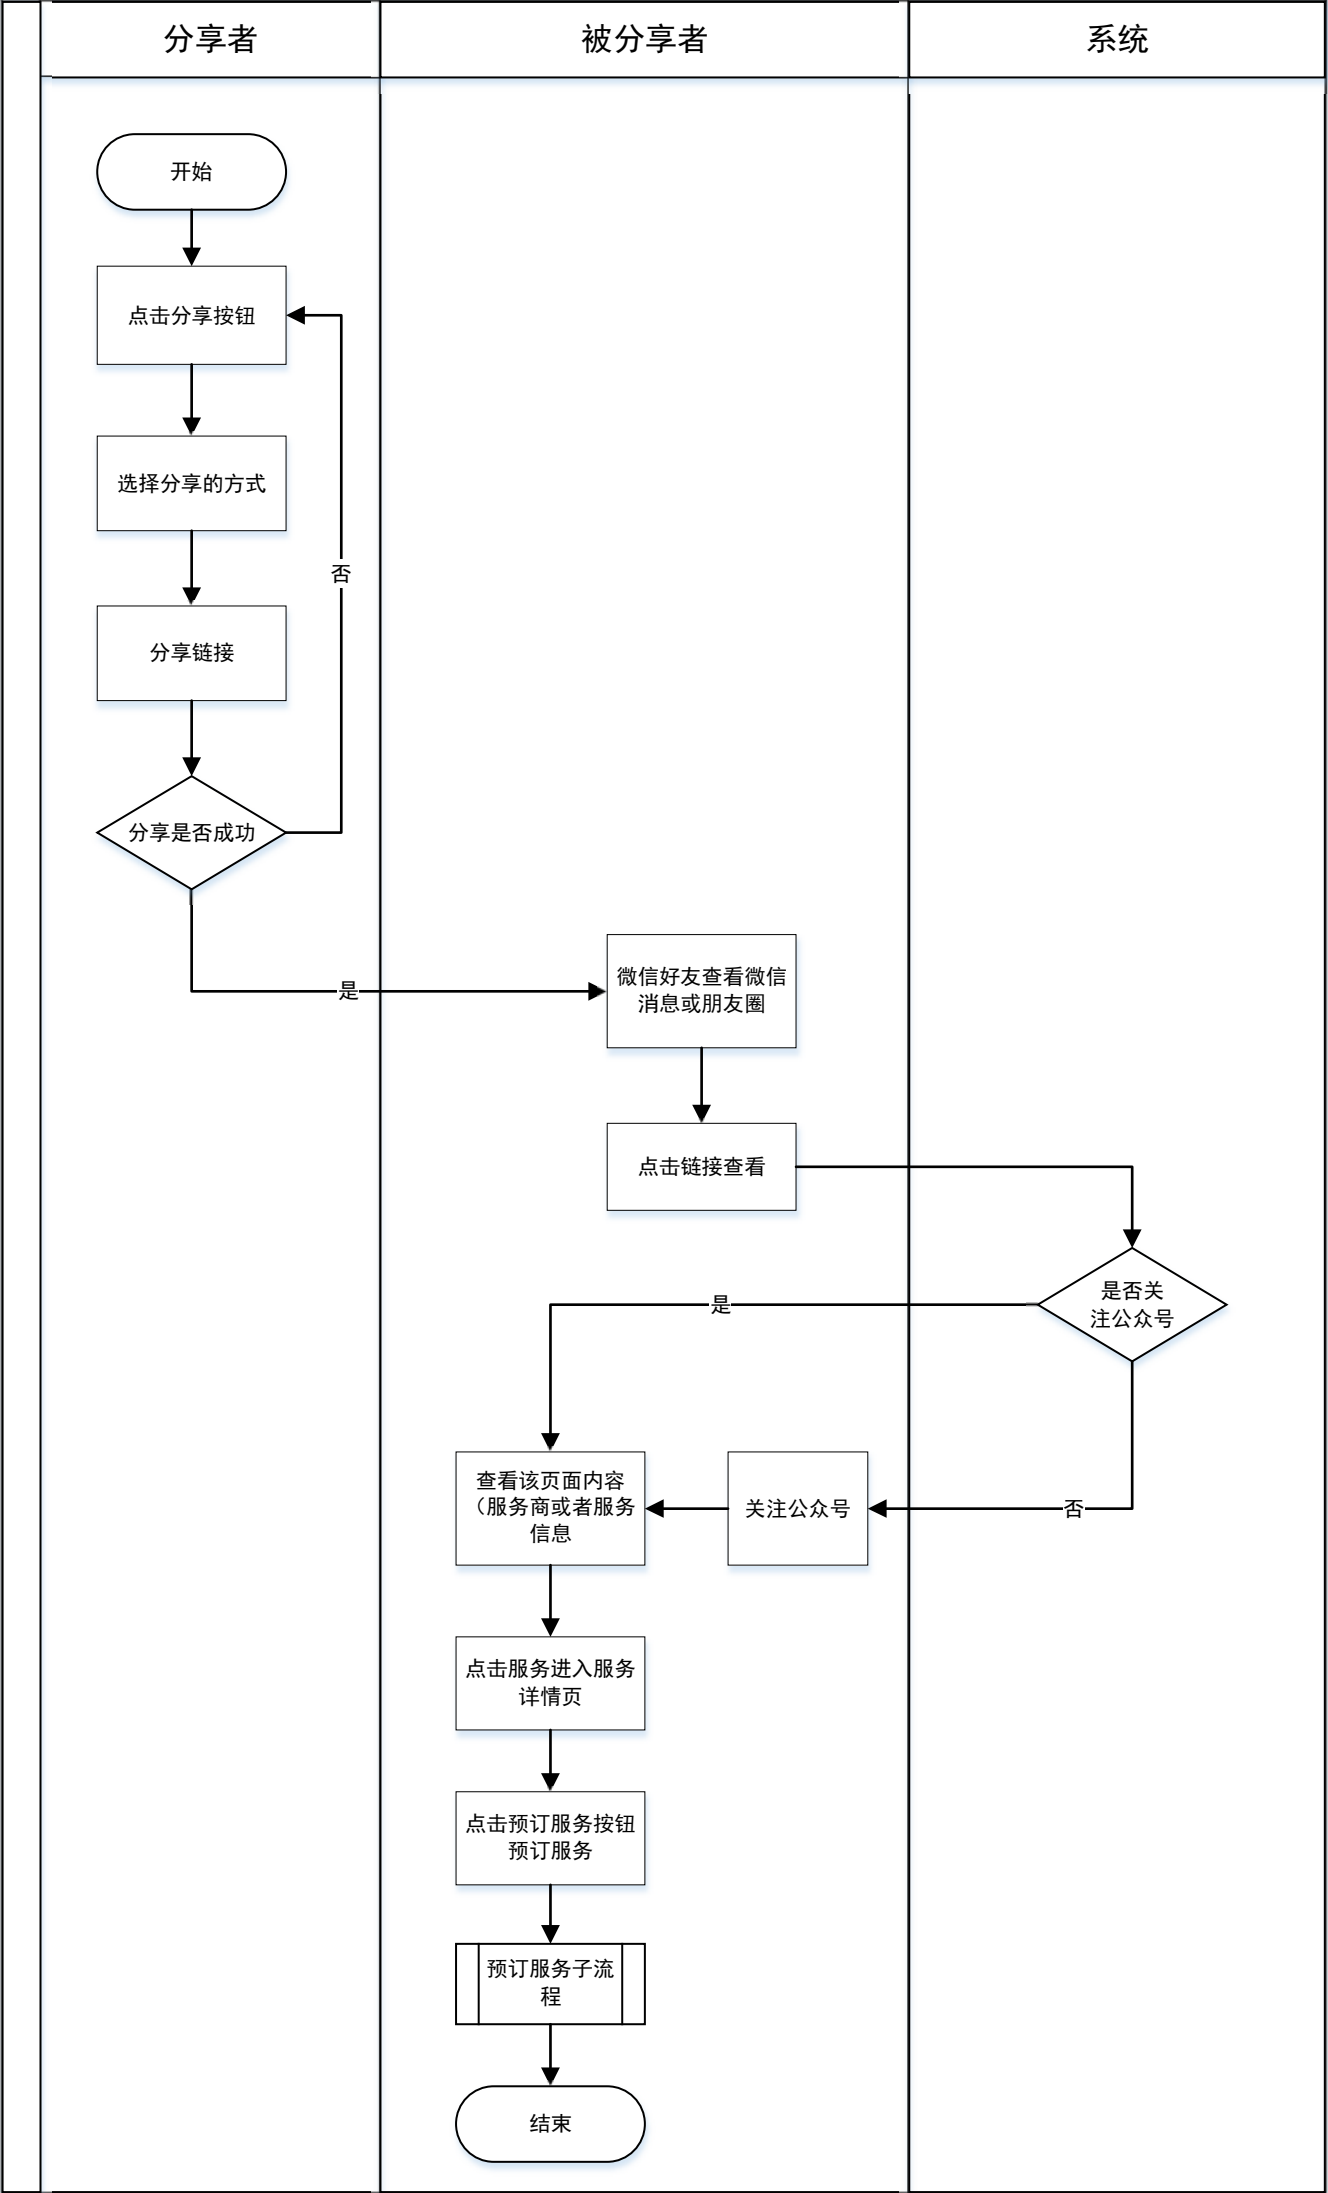 分享者
被分享者
系统
开始
点击分享按钮
选择分享的方式
否
分享链接
分享是否成功
是
微信好友查看微信
消息或朋友圈
点击链接查看
是否关
注公众号
是
查看该页面内容
（服务商或者服务
信息
关注公众号
否
点击服务进入服务
详情页
点击预订服务按钮
预订服务
预订服务子流
程
结束